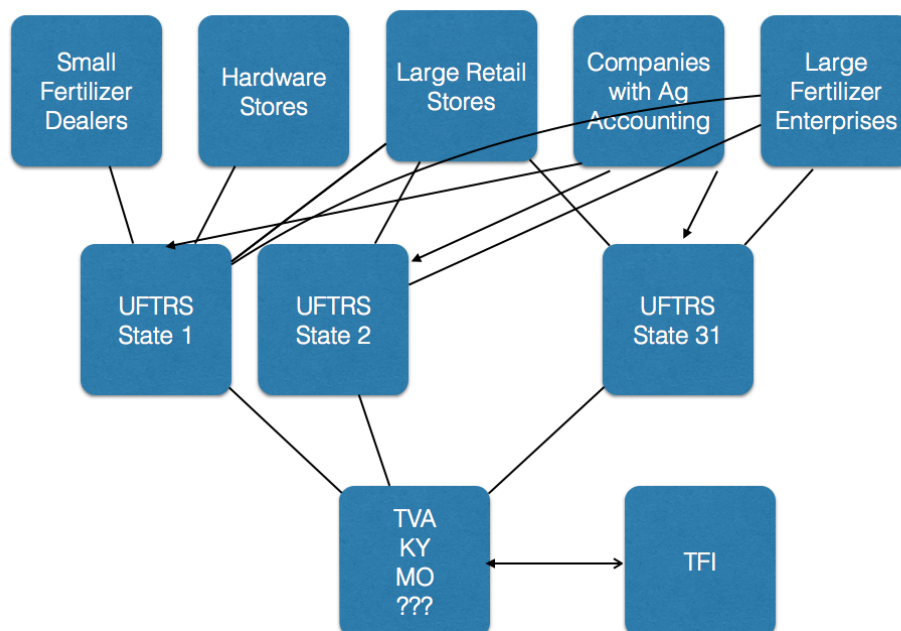 Small
Fertilizer
Dealers
Hardware
Stores
Large Retail
Stores
Companies
with Ag
Accounting
Large
Fertilizer
Enterprises
UFTRS
State 1
UFTRS
State 2
UFTRS
State 31
TVA
KY
MO
???
TFI